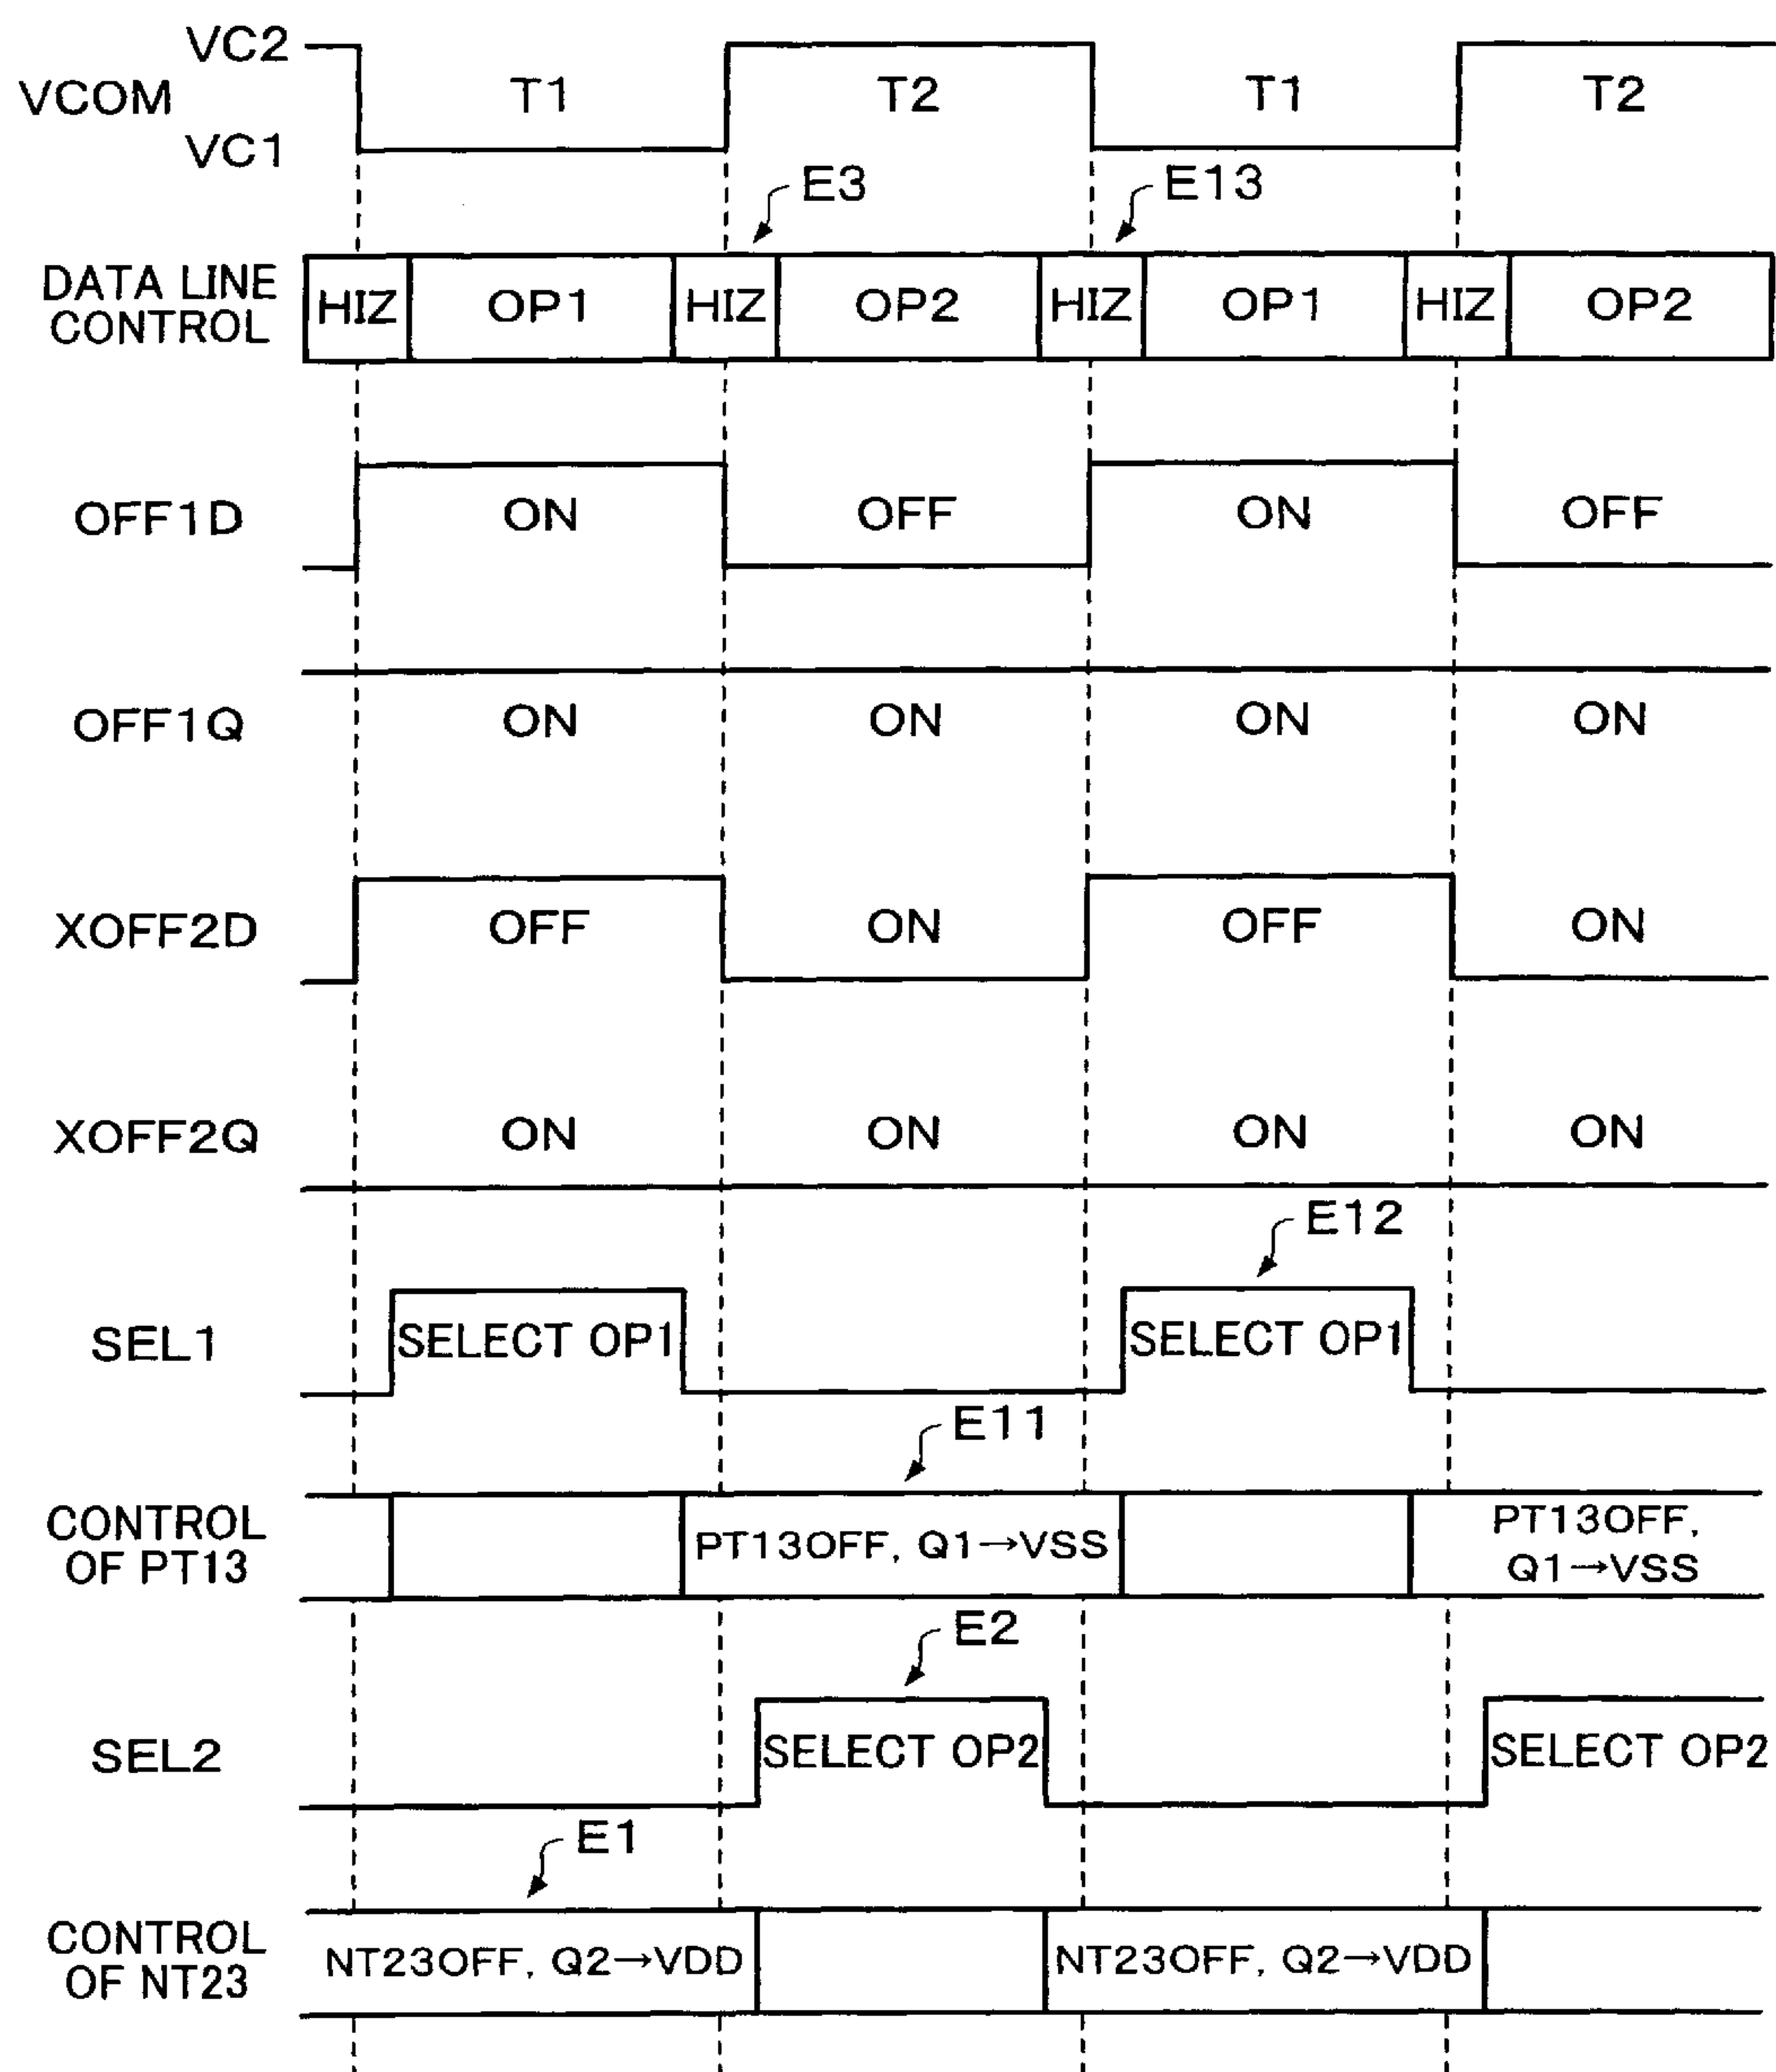 VC2
VCOM T1 T2 T1 T2
VC1
E3 E13
DATA LINE
CONTROL
HIZ OP1 HIZ OP2 HIZ OP1 HIZ OP2
OFF1D ON OFF ON OFF
OFF1Q ON ON ON ON
XOFF2D OFF ON OFF ON
XOFF2Q ON ON ON ON
E12
SEL1 SELECT OP1 SELECT OP1
E11
CONTROL
OF PT13
PT13OFF, Q1→VSS
PT13OFF,
Q1→VSS
E2
SEL2 SELECT OP2 SELECT OP2
E1
CONTROL
OF NT23
NT23OFF, Q2→VDD NT23OFF, Q2→VDD